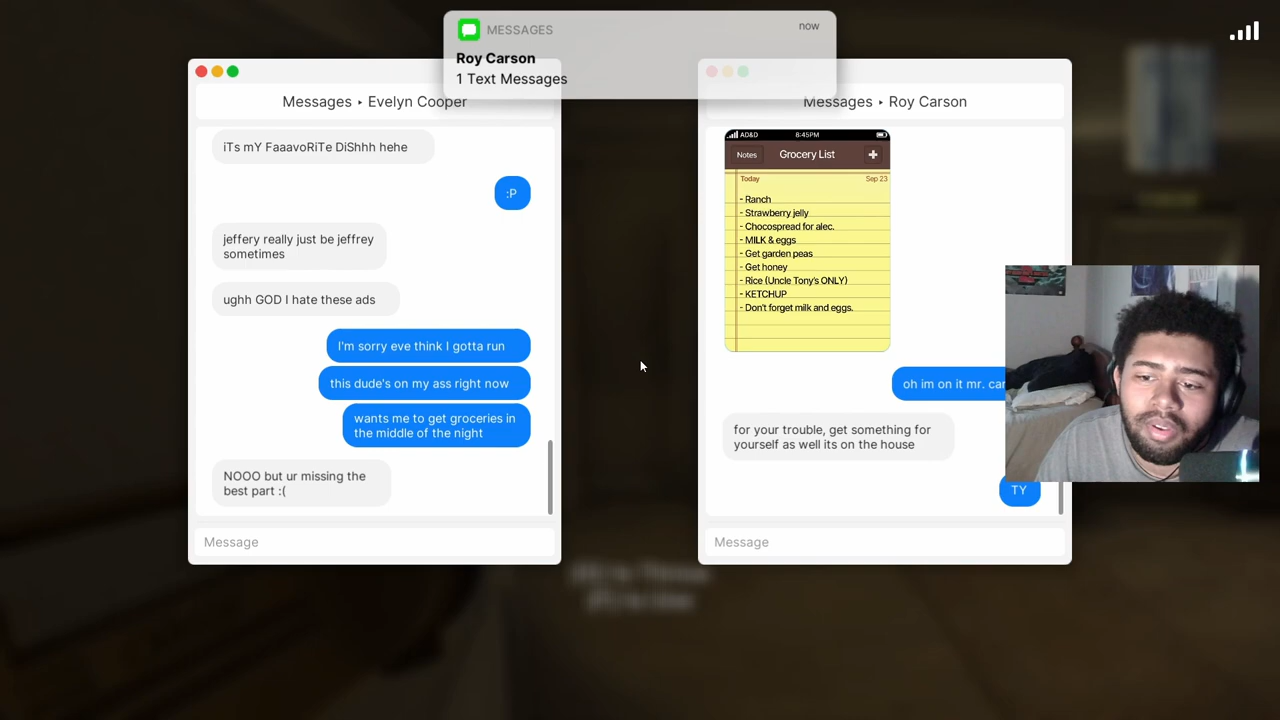 MESSAGES
now
Roy Carson
1 Text Messages
Messages ▸ Evelyn Cooper
iTs mY FaaavoRiTe DiShhh hehe
:P
jeffery really just be jeffrey
sometimes
ughh GOD I hate these ads
I'm sorry eve think I gotta run
this dude's on my ass right now
wants me to get groceries in
the middle of the night
NOOO but ur missing the
best part :(
Message
Messages ▸ Roy Carson
AD&D
8:45PM
Notes
Grocery List
+
Today
Sep 23
- Ranch
- Strawberry jelly
- Chocospread for alec.
- MILK & eggs
- Get garden peas
- Get honey
- Rice (Uncle Tony's ONLY)
- KETCHUP
- Don't forget milk and eggs.
oh im on it mr. car
for your trouble, get something for
yourself as well its on the house
TY
Message